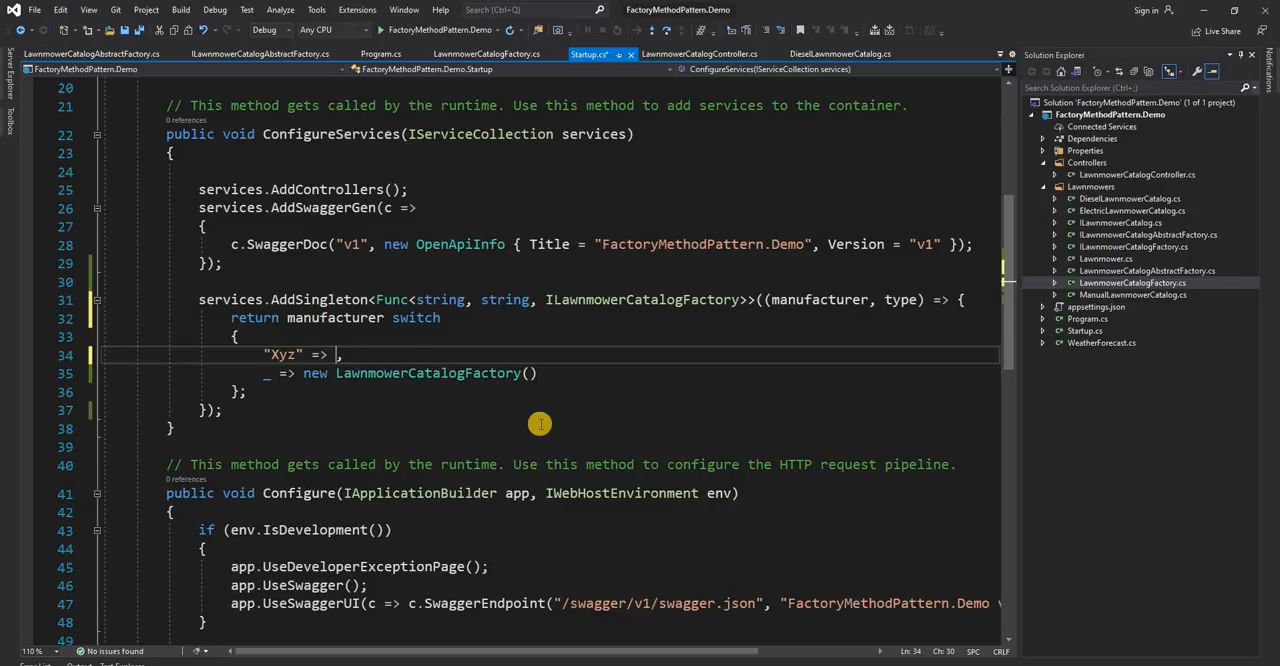 File Edit View Git Project Build Debug Test Analyze Tools Extensions Window Help Search (Ctrl+Q) FactoryMethodPattern.Demo Sign in
Debug Any CPU FactoryMethodPattern.Demo Live Share
LawnmowerCatalogAbstractFactory.cs ILawnmowerCatalogAbstractFactory.cs Program.cs LawnmowerCatalogFactory.cs Startup.cs* LawnmowerCatalogController.cs DieselLawnmowerCatalog.cs
FactoryMethodPattern.Demo FactoryMethodPattern.Demo.Startup ConfigureServices(IServiceCollection services)
Server Explorer
Toolbox
20
21 // This method gets called by the runtime. Use this method to add services to the container.
0 references
22 public void ConfigureServices(IServiceCollection services)
23 {
24
25 services.AddControllers();
26 services.AddSwaggerGen(c =>
27 {
28 c.SwaggerDoc("v1", new OpenApiInfo { Title = "FactoryMethodPattern.Demo", Version = "v1" });
29 });
30
31 services.AddSingleton<Func<string, string, ILawnmowerCatalogFactory>>((manufacturer, type) => {
32 return manufacturer switch
33 {
34 "Xyz" => ,
35 _ => new LawnmowerCatalogFactory()
36 };
37 });
38 }
39
40 // This method gets called by the runtime. Use this method to configure the HTTP request pipeline.
0 references
41 public void Configure(IApplicationBuilder app, IWebHostEnvironment env)
42 {
43 if (env.IsDevelopment())
44 {
45 app.UseDeveloperExceptionPage();
46 app.UseSwagger();
47 app.UseSwaggerUI(c => c.SwaggerEndpoint("/swagger/v1/swagger.json", "FactoryMethodPattern.Demo v
48 }
49
110 % No issues found Ln: 34 Ch: 30 SPC CRLF
Solution Explorer
Search Solution Explorer (Ctrl+;)
Solution 'FactoryMethodPattern.Demo' (1 of 1 project)
FactoryMethodPattern.Demo
Connected Services
Dependencies
Properties
Controllers
LawnmowerCatalogController.cs
Lawnmowers
DieselLawnmowerCatalog.cs
ElectricLawnmowerCatalog.cs
ILawnmowerCatalog.cs
ILawnmowerCatalogAbstractFactory.cs
ILawnmowerCatalogFactory.cs
Lawnmower.cs
LawnmowerCatalogAbstractFactory.cs
LawnmowerCatalogFactory.cs
ManualLawnmowerCatalog.cs
appsettings.json
Program.cs
Startup.cs
WeatherForecast.cs
Notifications